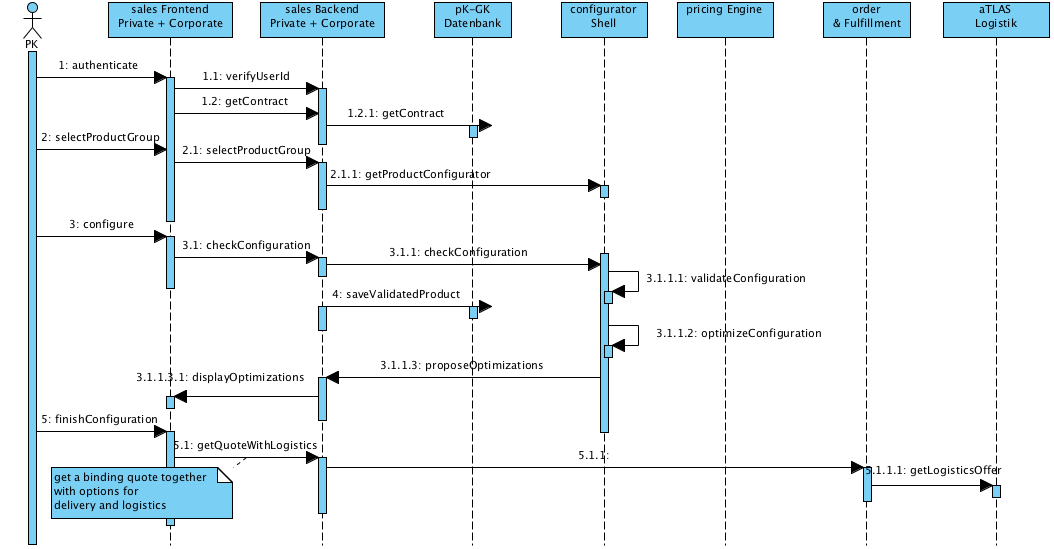 sales Frontend
Private + Corporate
sales Backend
Private + Corporate
pK-GK
Datenbank
configurator
Shell
pricing Engine
order
& Fulfillment
aTLAS
Logistik
PK
1: authenticate
1.1: verifyUserId
1.2: getContract
1.2.1: getContract
2: selectProductGroup
2.1: selectProductGroup
2.1.1: getProductConfigurator
3: configure
3.1: checkConfiguration
3.1.1: checkConfiguration
3.1.1.1: validateConfiguration
4: saveValidatedProduct
3.1.1.2: optimizeConfiguration
3.1.1.3: proposeOptimizations
3.1.1.3.1: displayOptimizations
5: finishConfiguration
5.1: getQuoteWithLogistics
5.1.1:
5.1.1.1: getLogisticsOffer
get a binding quote together
with options for
delivery and logistics